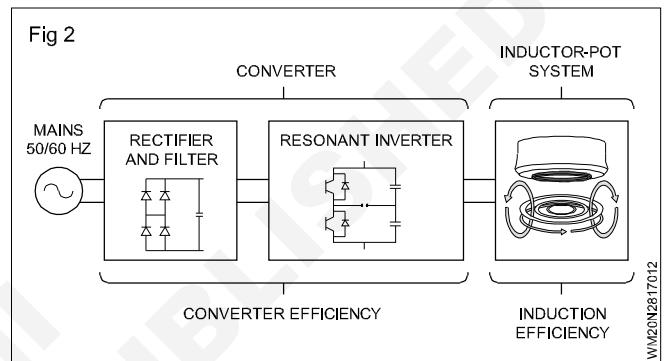 Fig 2
CONVERTER
INDUCTOR-POT
SYSTEM
MAINS
50/60 HZ
RECTIFIER
AND FILTER
RESONANT INVERTER
CONVERTER EFFICIENCY
INDUCTION
EFFICIENCY
WM20N2817012